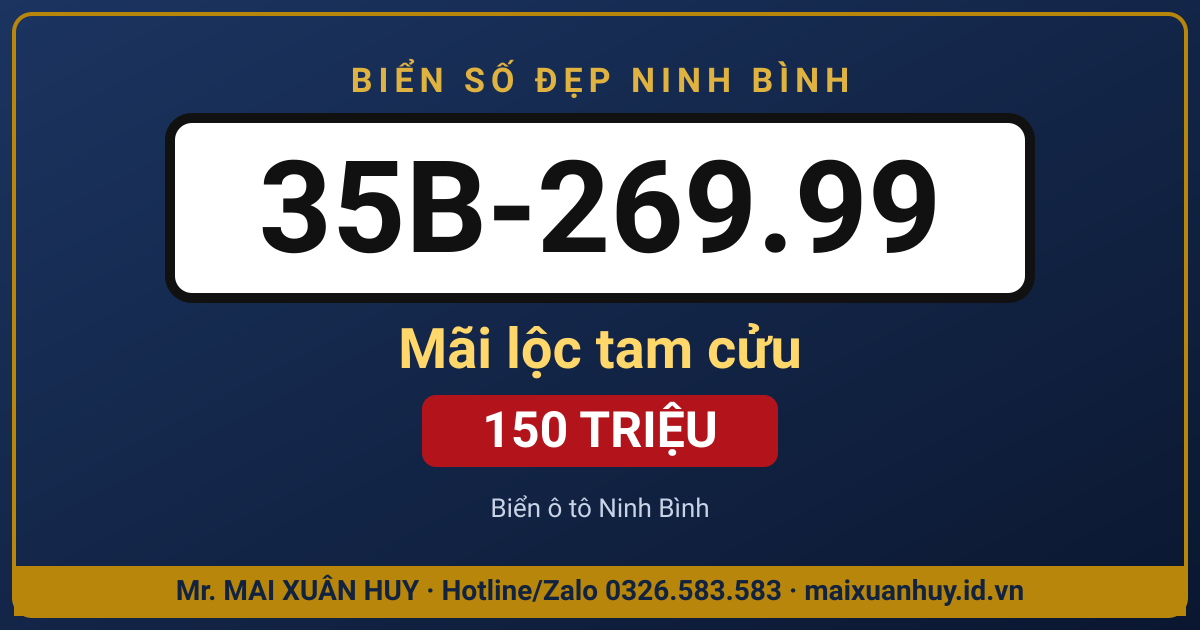 BIỂN SỐ ĐẸP NINH BÌNH
35B-269.99
Mãi lộc tam cửu
150 TRIỆU
Biển ô tô Ninh Bình
Mr. MAI XUÂN HUY · Hotline/Zalo 0326.583.583 · maixuanhuy.id.vn